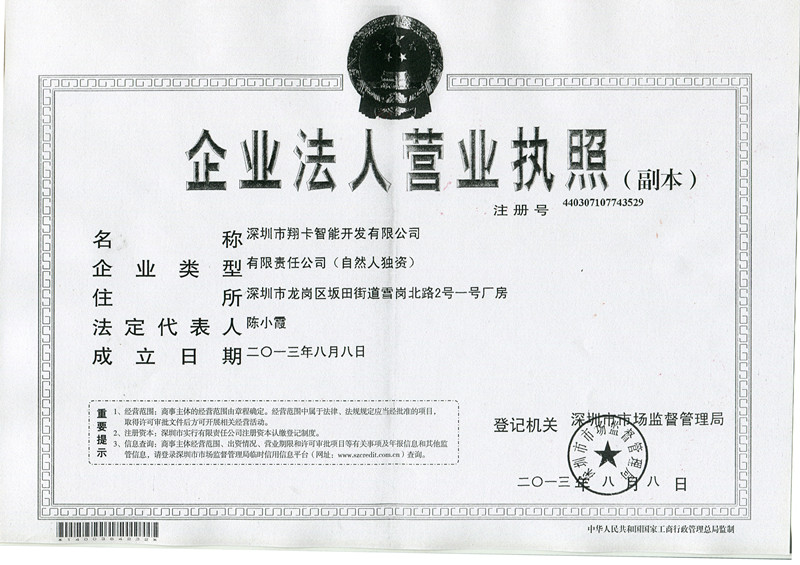 企业法人营业执照（副本）
注册号 440307107743529
名称 深圳市翔卡智能开发有限公司
企业类型 有限责任公司（自然人独资）
住所 深圳市龙岗区坂田街道雪岗北路2号一号厂房
法定代表人 陈小霞
成立日期 二〇一三年八月八日
重要提示
1、经营范围：商事主体的经营范围由章程确定。经营范围中属于法律、法规规定应当经批准的项目，
取得许可审批文件后方可开展相关经营活动。
2、注册资本：深圳市实行有限责任公司注册资本认缴登记制度。
3、信息查询：商事主体经营范围、出资情况、营业期限和许可审批项目等有关事项及年报信息和其他监
管信息，请登录深圳市市场监督管理局临时信用信息平台（网址：www.szcredit.com.cn）查询。
登记机关 深圳市市场监督管理局
深圳市市场监督管理局
二〇一三年八月八日
中华人民共和国国家工商行政管理总局监制